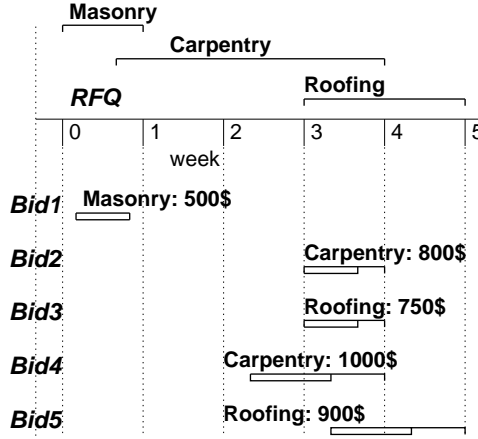 Masonry
Carpentry
RFQ Roofing
0 1 2 3 4 5
week
Bid1 Masonry: 500$
Bid2 Carpentry: 800$
Bid3 Roofing: 750$
Bid4 Carpentry: 1000$
Bid5 Roofing: 900$